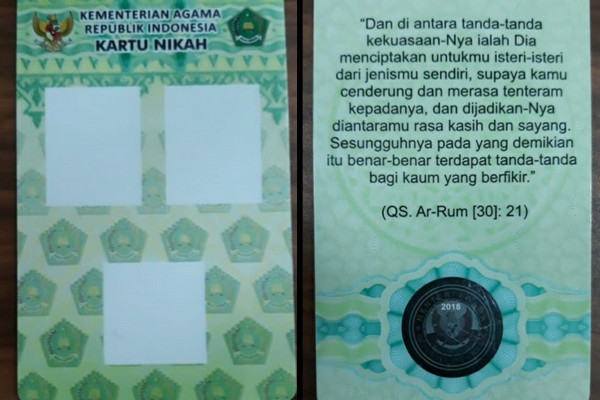 KEMENTERIAN AGAMA
REPUBLIK INDONESIA
KARTU NIKAH
"Dan di antara tanda-tanda
kekuasaan-Nya ialah Dia
menciptakan untukmu isteri-isteri
dari jenismu sendiri, supaya kamu
cenderung dan merasa tenteram
kepadanya, dan dijadikan-Nya
diantaramu rasa kasih dan sayang.
Sesungguhnya pada yang demikian
itu benar-benar terdapat tanda-tanda
bagi kaum yang berfikir."
(QS. Ar-Rum [30]: 21)
2018